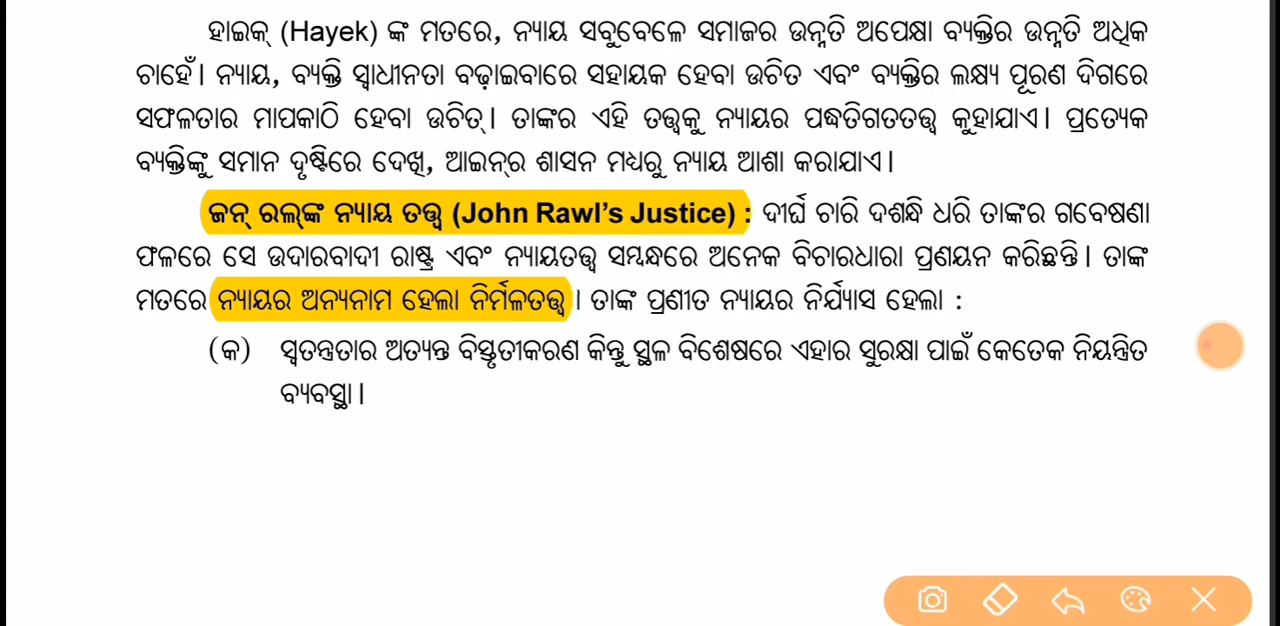 ହାଇକ୍ (Hayek) ଙ୍କ ମତରେ, ନ୍ୟାୟ ସବୁବେଳେ ସମାଜର ଉନ୍ନତି ଅପେକ୍ଷା ବ୍ୟକ୍ତିର ଉନ୍ନତି ଅଧିକ
ଚାହେଁ। ନ୍ୟାୟ, ବ୍ୟକ୍ତି ସ୍ୱାଧୀନତା ବଢ଼ାଇବାରେ ସହାୟକ ହେବା ଉଚିତ ଏବଂ ବ୍ୟକ୍ତିର ଲକ୍ଷ୍ୟ ପୂରଣ ଦିଗରେ
ସଫଳତାର ମାପକାଠି ହେବା ଉଚିତ୍। ତାଙ୍କର ଏହି ତତ୍ତ୍ୱକୁ ନ୍ୟାୟର ପଦ୍ଧତିଗତତତ୍ତ୍ୱ କୁହାଯାଏ। ପ୍ରତ୍ୟେକ
ବ୍ୟକ୍ତିଙ୍କୁ ସମାନ ଦୃଷ୍ଟିରେ ଦେଖି, ଆଇନ୍‌ର ଶାସନ ମଧ୍ୟରୁ ନ୍ୟାୟ ଆଶା କରାଯାଏ।
ଜନ୍ ରଲ୍‌ଙ୍କ ନ୍ୟାୟ ତତ୍ତ୍ୱ (John Rawl's Justice) : ଦୀର୍ଘ ଚାରି ଦଶନ୍ଧି ଧରି ତାଙ୍କର ଗବେଷଣା
ଫଳରେ ସେ ଉଦାରବାଦୀ ରାଷ୍ଟ୍ର ଏବଂ ନ୍ୟାୟତତ୍ତ୍ୱ ସମ୍ବନ୍ଧରେ ଅନେକ ବିଚାରଧାରା ପ୍ରଣୟନ କରିଛନ୍ତି। ତାଙ୍କ
ମତରେ ନ୍ୟାୟର ଅନ୍ୟନାମ ହେଲା ନିର୍ମଳତତ୍ତ୍ୱ। ତାଙ୍କ ପ୍ରଣୀତ ନ୍ୟାୟର ନିର୍ଯ୍ୟାସ ହେଲା :
(କ) ସ୍ୱତନ୍ତ୍ରତାର ଅତ୍ୟନ୍ତ ବିସ୍ତୃତୀକରଣ କିନ୍ତୁ ସ୍ଥଳ ବିଶେଷରେ ଏହାର ସୁରକ୍ଷା ପାଇଁ କେତେକ ନିୟନ୍ତ୍ରିତ
ବ୍ୟବସ୍ଥା।